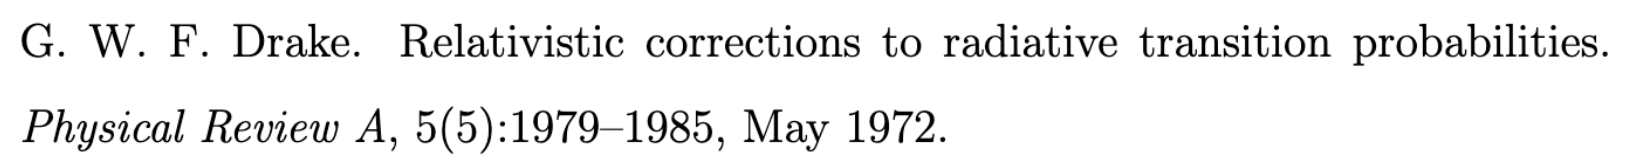 G. W. F. Drake. Relativistic corrections to radiative transition probabilities.
Physical Review A, 5(5):1979–1985, May 1972.